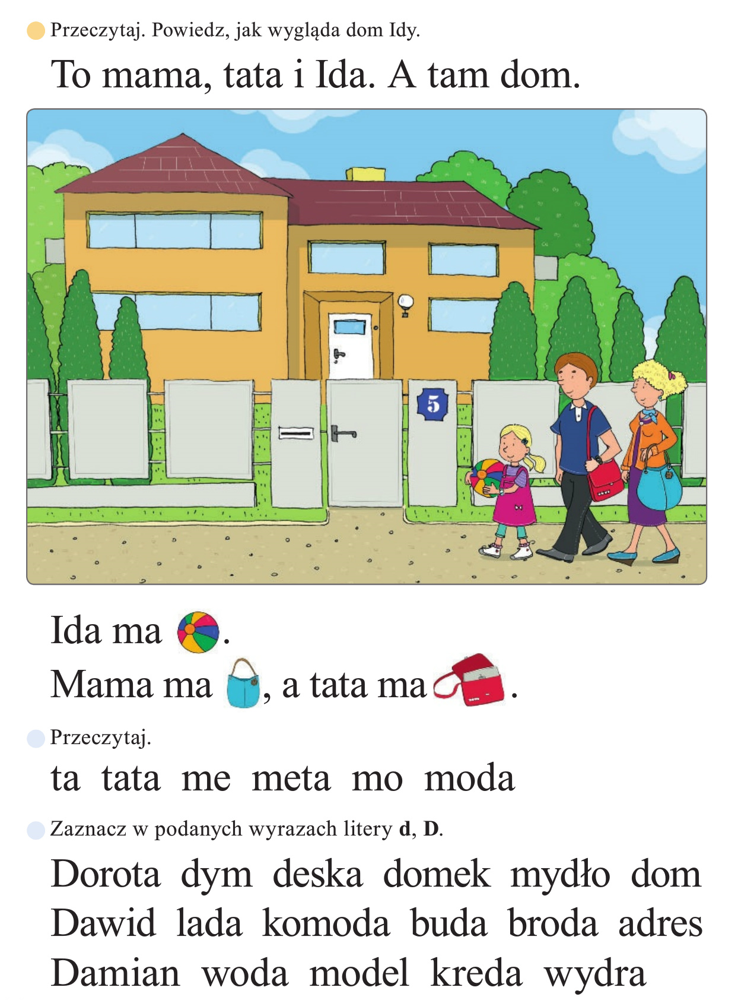 Przeczytaj. Powiedz, jak wygląda dom Idy.
To mama, tata i Ida. A tam dom.
5
Ida ma .
Mama ma , a tata ma .
Przeczytaj.
ta tata me meta mo moda
Zaznacz w podanych wyrazach litery d, D.
Dorota dym deska domek mydło dom
Dawid lada komoda buda broda adres
Damian woda model kreda wydra